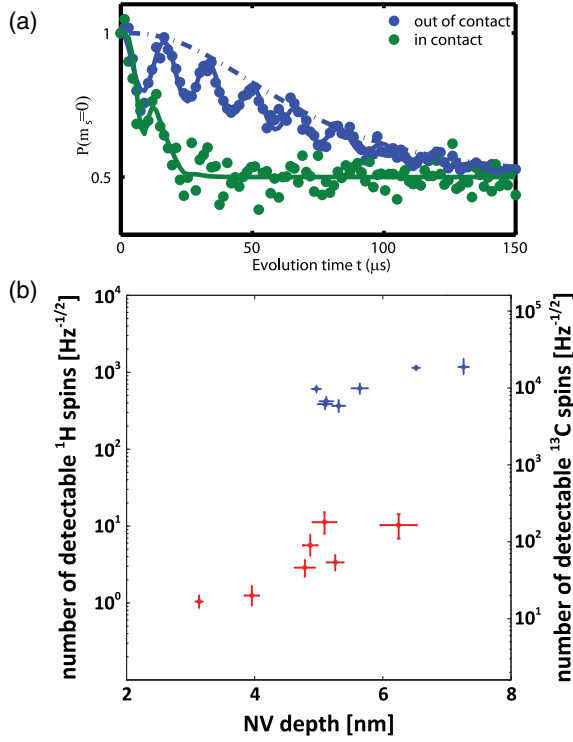 (a)
out of contact
in contact
1
0.5
P(m_s=0)
0
50
100
150
Evolution time t (μs)
(b)
10^4
10^3
10^2
10^1
10^0
number of detectable ^1H spins [Hz^-1/2]
10^5
10^4
10^3
10^2
10^1
number of detectable ^13C spins [Hz^-1/2]
2
4
6
8
NV depth [nm]